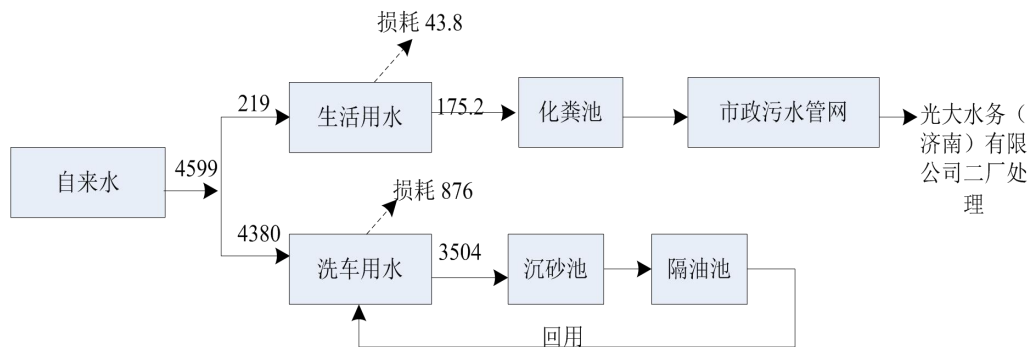 损耗 43.8
219
生活用水
175.2
化粪池
市政污水管网
光大水务（
济南）有限
公司二厂处
理
自来水
4599
损耗 876
4380
洗车用水
3504
沉砂池
隔油池
回用